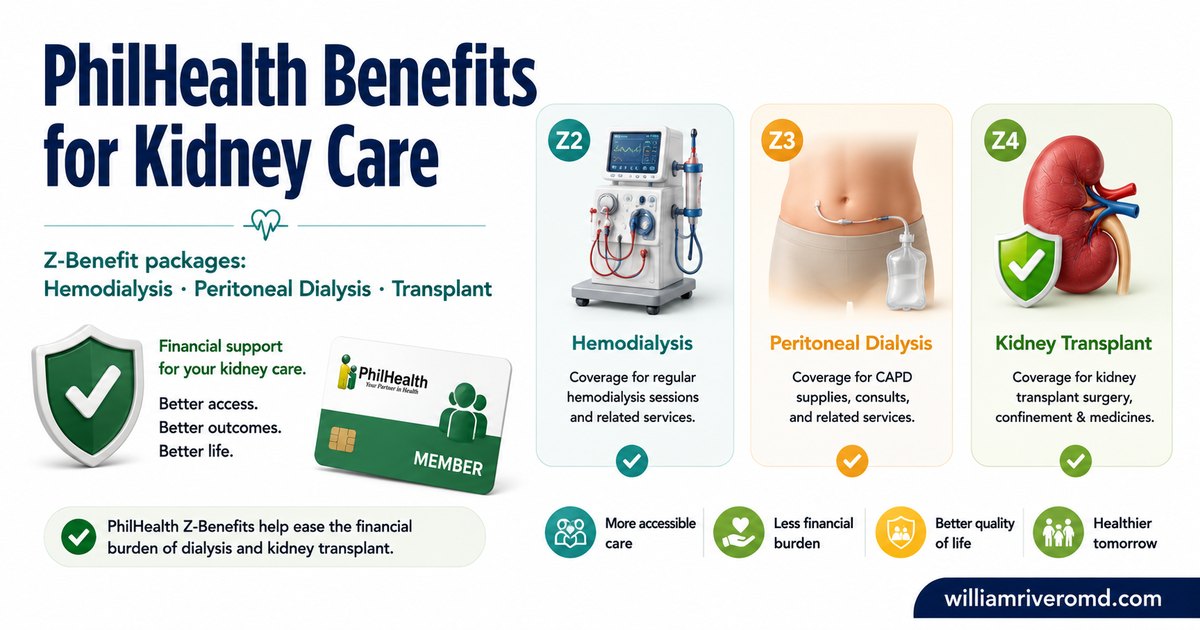 PhilHealth Benefits
for Kidney Care
Z-Benefit packages:
Hemodialysis · Peritoneal Dialysis · Transplant
Financial support
for your kidney care.
Better access.
Better outcomes.
Better life.
PhilHealth
Your Partner in Health
MEMBER
PhilHealth Z-Benefits help ease the financial
burden of dialysis and kidney transplant.
Z2
Hemodialysis
Coverage for regular
hemodialysis sessions
and related services.
Z3
Peritoneal Dialysis
Coverage for CAPD
supplies, consults,
and related services.
Z4
Kidney Transplant
Coverage for kidney
transplant surgery,
confinement & medicines.
More accessible
care
Less financial
burden
Better quality
of life
Healthier
tomorrow
williamriveromd.com